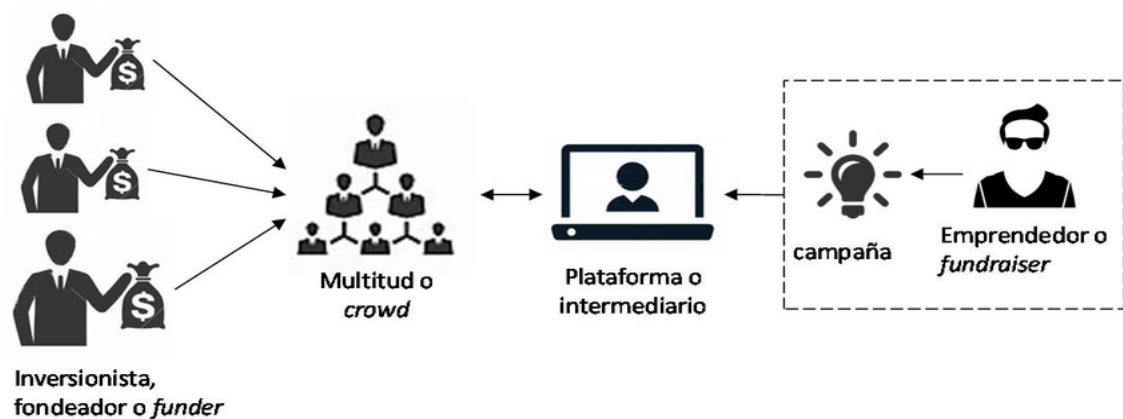 $
$
$
Inversionista,
fondeador o funder
Multitud o
crowd
Plataforma o
intermediario
campaña
Emprendedor o
fundraiser